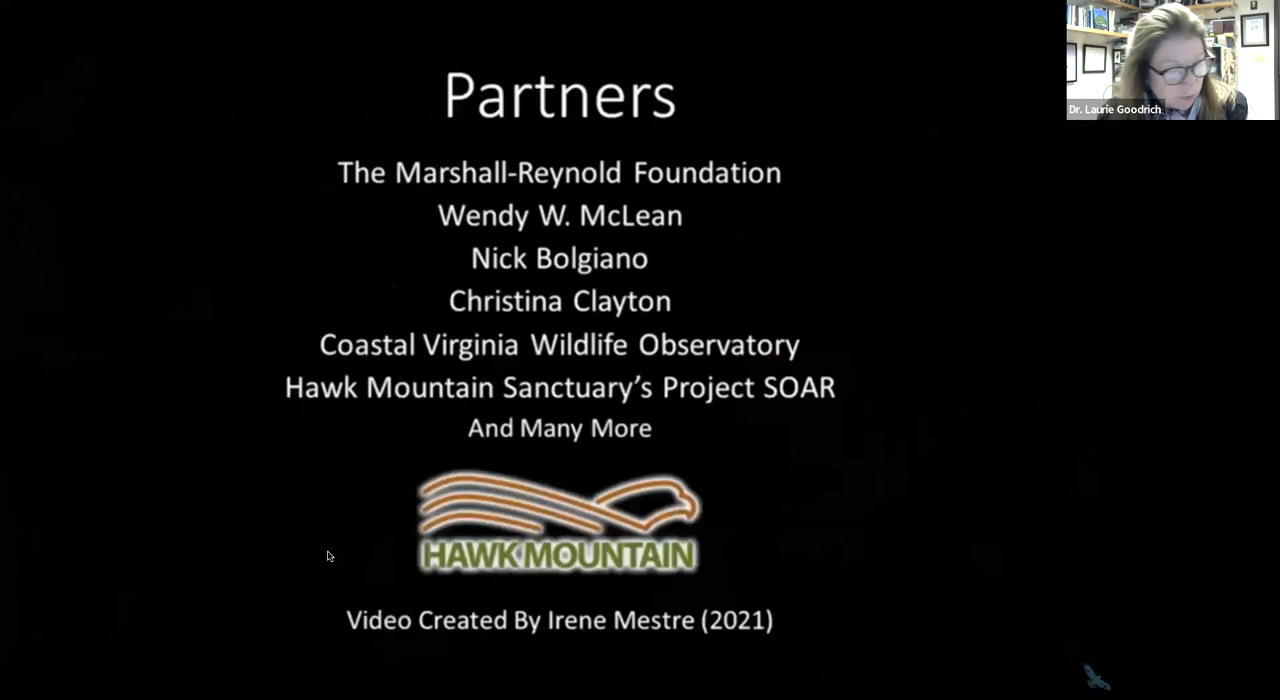 Partners
The Marshall-Reynold Foundation
Wendy W. McLean
Nick Bolgiano
Christina Clayton
Coastal Virginia Wildlife Observatory
Hawk Mountain Sanctuary's Project SOAR
And Many More
HAWK MOUNTAIN
Video Created By Irene Mestre (2021)
Dr. Laurie Goodrich